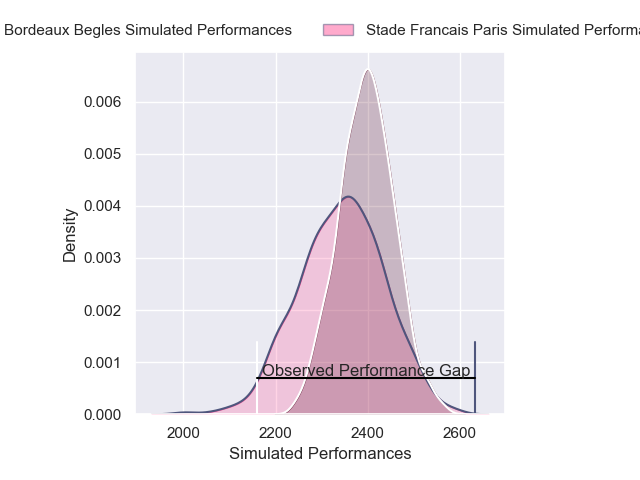 Bordeaux Begles Simulated Performances
Stade Francais Paris Simulated Performa
0.006
0.005
0.004
0.003
0.002
0.001
0.000
Density
Observed Performance Gap
2000
2200
2400
2600
Simulated Performances